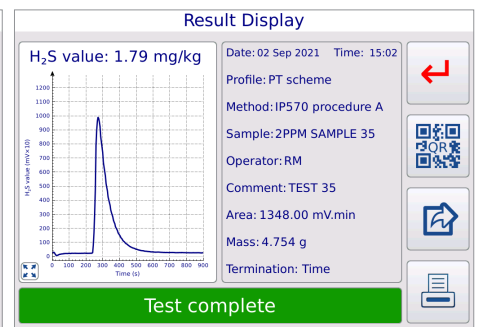 Result Display
H₂S value: 1.79 mg/kg
H₂S value (mV×10)
1200
1100
1000
900
800
700
600
500
400
300
200
100
0
0 100 200 300 400 500 600 700 800 900
Time (s)
Date: 02 Sep 2021 Time: 15:02
Profile: PT scheme
Method: IP570 procedure A
Sample: 2PPM SAMPLE 35
Operator: RM
Comment: TEST 35
Area: 1348.00 mV.min
Mass: 4.754 g
Termination: Time
QR
Test complete